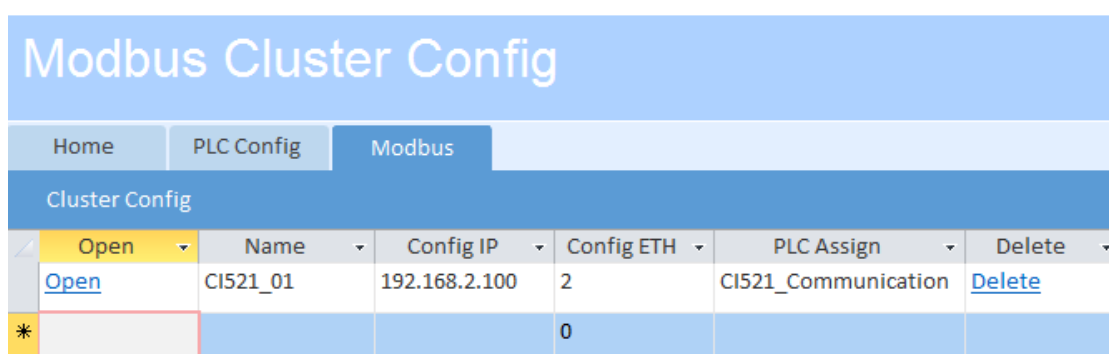 Modbus Cluster Config
Home PLC Config Modbus
Cluster Config
Open Name Config IP Config ETH PLC Assign Delete
Open CI521_01 192.168.2.100 2 CI521_Communication Delete
* 0